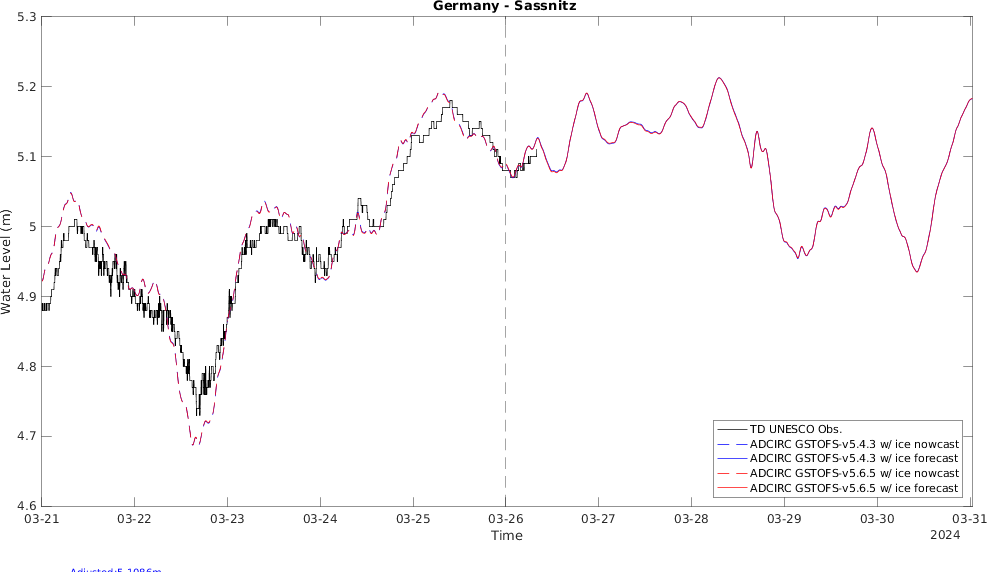 Germany - Sassnitz
5.3
5.2
5.1
5
4.9
4.8
4.7
4.6
Water Level (m)
TD UNESCO Obs.
ADCIRC GSTOFS-v5.4.3 w/ ice nowcast
ADCIRC GSTOFS-v5.4.3 w/ ice forecast
ADCIRC GSTOFS-v5.6.5 w/ ice nowcast
ADCIRC GSTOFS-v5.6.5 w/ ice forecast
03-21 03-22 03-23 03-24 03-25 03-26 03-27 03-28 03-29 03-30 03-31
Time
2024
Adjusted:5.1986m